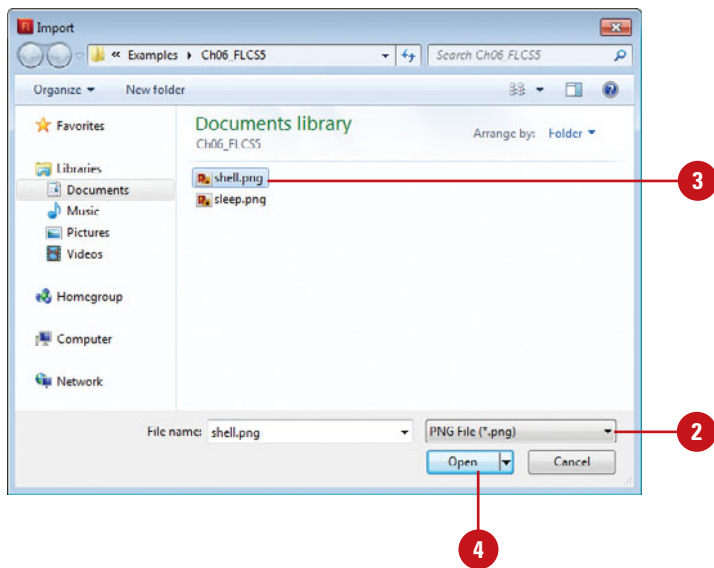 FL Import
« Examples ▸ Ch06_FLCS5 Search Ch06_FLCS5
Organize ▾ New folder
Favorites
Libraries
Documents
Music
Pictures
Videos
Homegroup
Computer
Network
Documents library
Ch06_FLCS5
Arrange by: Folder ▾
shell.png
3
sleep.png
File name: shell.png PNG File (*.png)
2
Open Cancel
4